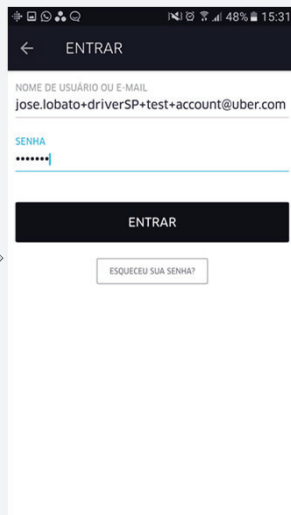 48% 15:31
ENTRAR
NOME DE USUÁRIO OU E-MAIL
jose.lobato+driverSP+test+account@uber.com
SENHA
•••••••
ENTRAR
ESQUECEU SUA SENHA?